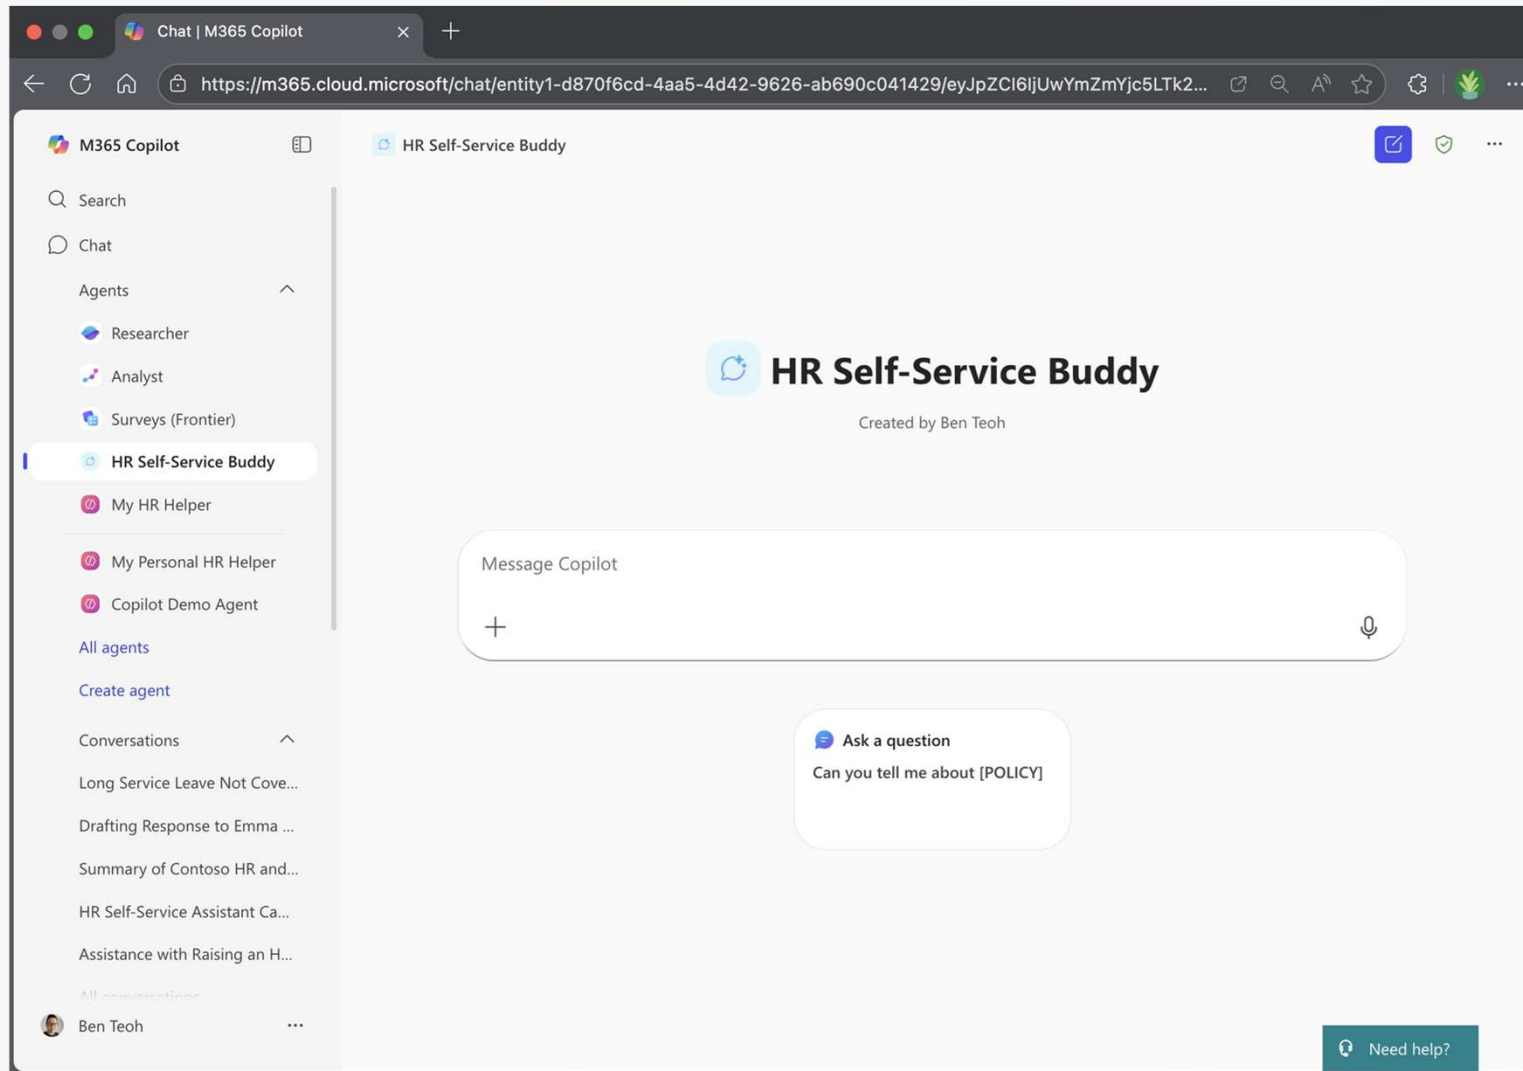 Chat | M365 Copilot
https://m365.cloud.microsoft/chat/entity1-d870f6cd-4aa5-4d42-9626-ab690c041429/eyJpZCI6IjUwYmZmYjc5LTk2...
M365 Copilot
HR Self-Service Buddy
Search
Chat
Agents
Researcher
Analyst
Surveys (Frontier)
HR Self-Service Buddy
My HR Helper
My Personal HR Helper
Copilot Demo Agent
All agents
Create agent
Conversations
Long Service Leave Not Cove...
Drafting Response to Emma ...
Summary of Contoso HR and...
HR Self-Service Assistant Ca...
Assistance with Raising an H...
All conversations
Ben Teoh
HR Self-Service Buddy
Created by Ben Teoh
Message Copilot
Ask a question
Can you tell me about [POLICY]
Need help?